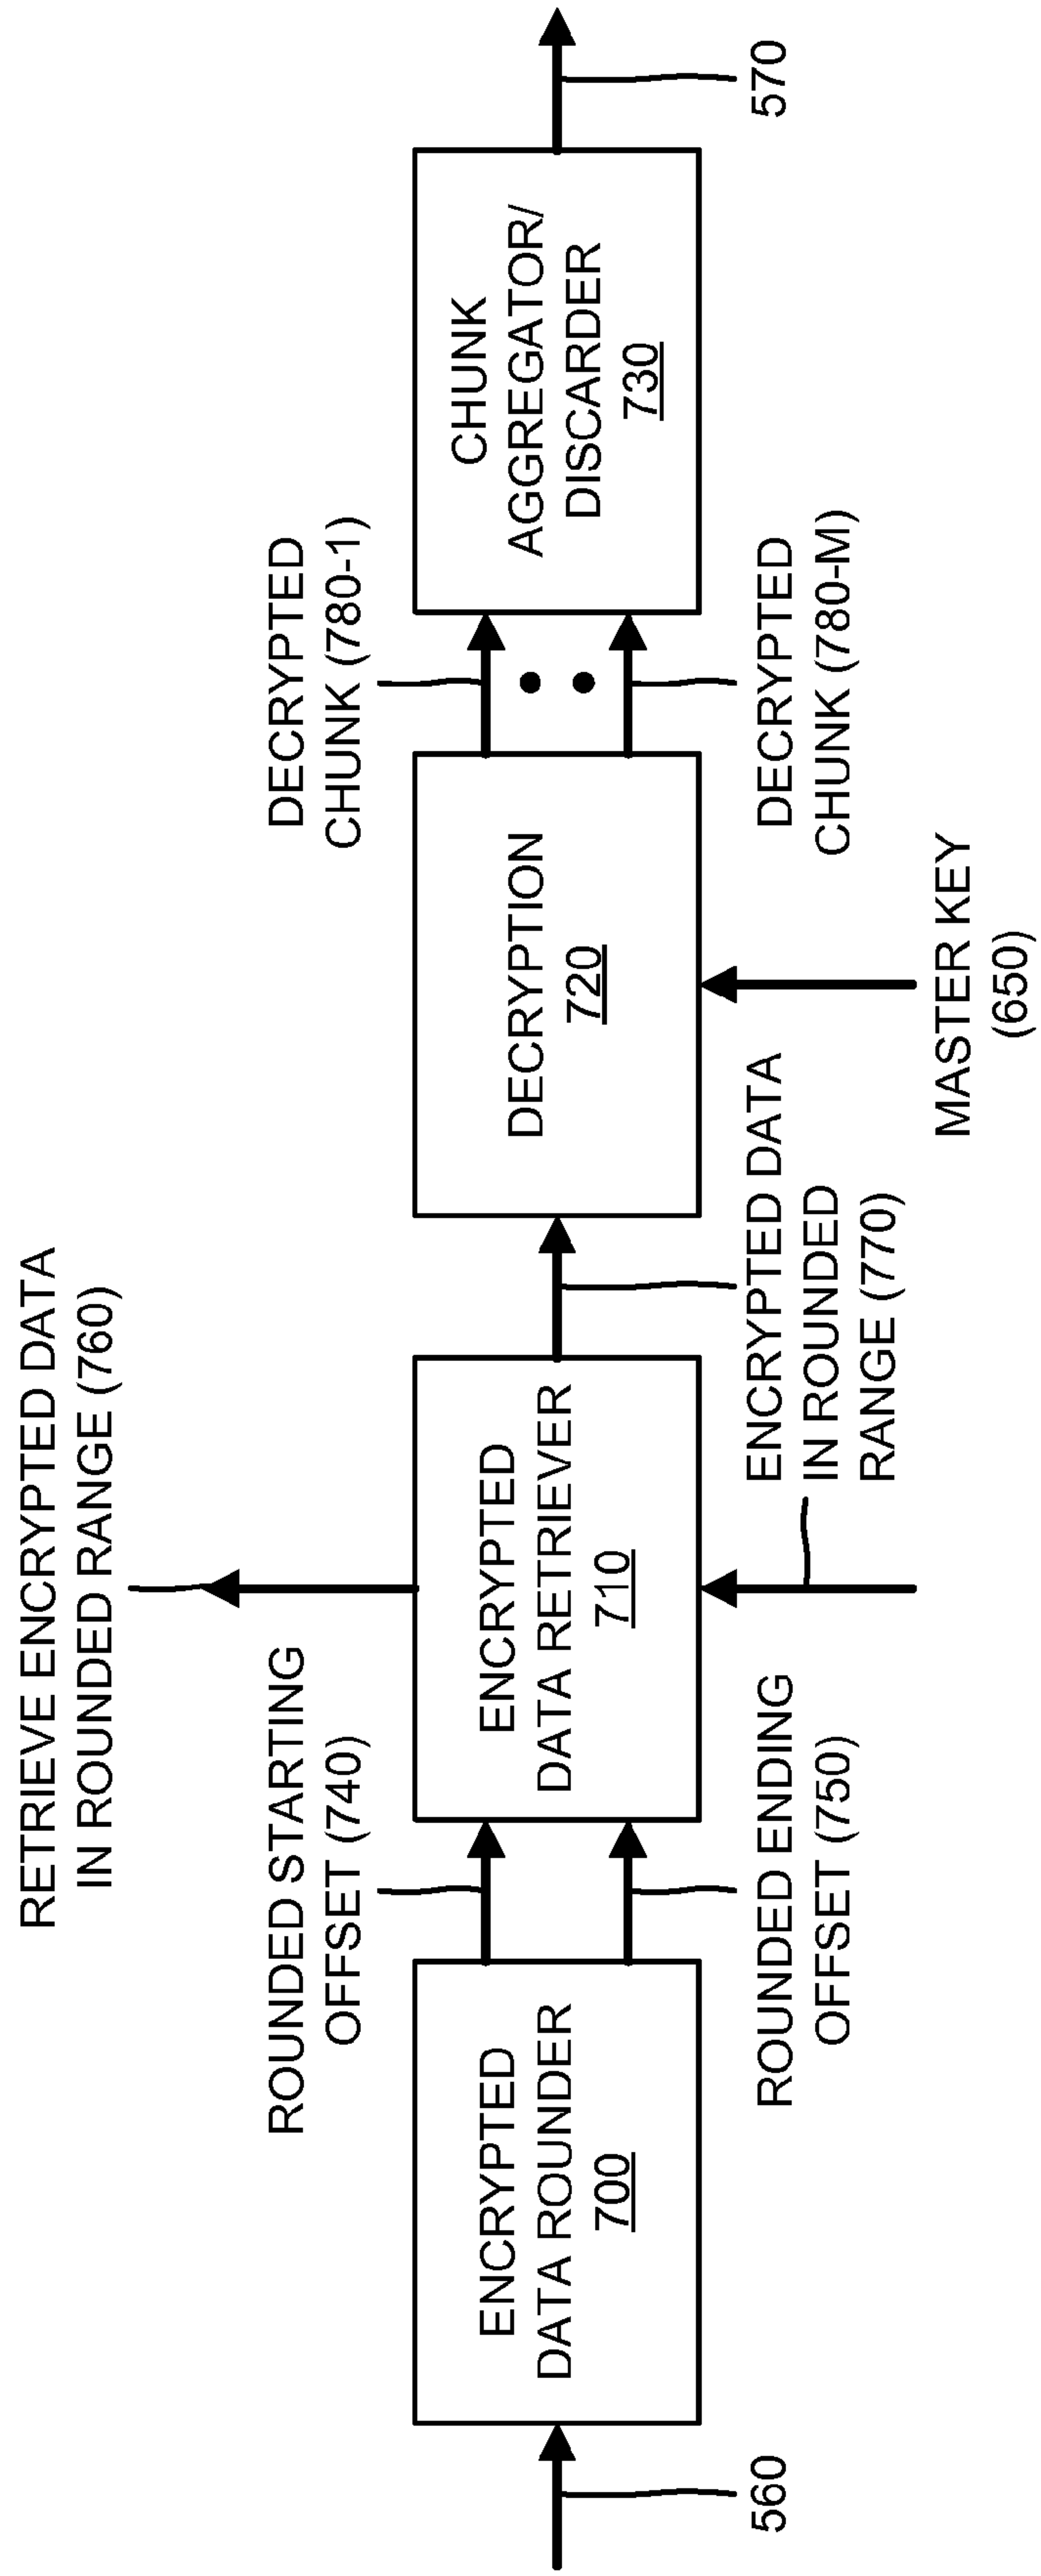 RETRIEVE ENCRYPTED DATA
IN ROUNDED RANGE (760)
ROUNDED STARTING
OFFSET (740)
DECRYPTED
CHUNK (780-1)
560
ENCRYPTED
DATA ROUNDER
700
ENCRYPTED
DATA RETRIEVER
710
DECRYPTION
720
CHUNK
AGGREGATOR/
DISCARDER
730
570
ROUNDED ENDING
OFFSET (750)
ENCRYPTED DATA
IN ROUNDED
RANGE (770)
DECRYPTED
CHUNK (780-M)
MASTER KEY
(650)